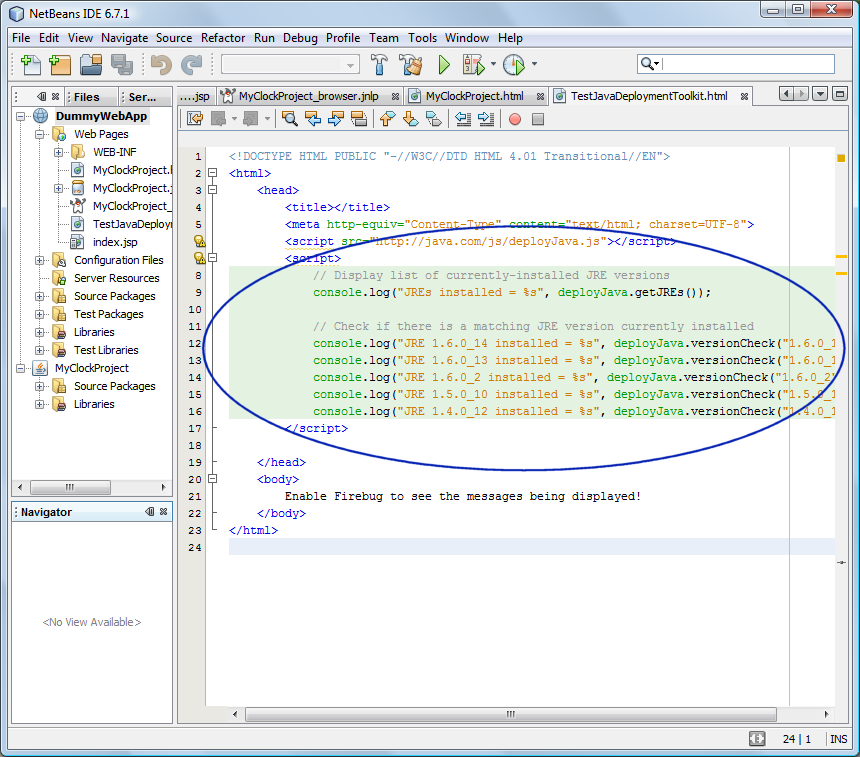 NetBeans IDE 6.7.1
File Edit View Navigate Source Refactor Run Debug Profile Team Tools Window Help
Files
Ser...
....jsp
MyClockProject_browser.jnlp
MyClockProject.html
TestJavaDeploymentToolkit.html
DummyWebApp
Web Pages
WEB-INF
MyClockProject.
MyClockProject.
MyClockProject_
TestJavaDeploy
index.jsp
Configuration Files
Server Resources
Source Packages
Test Packages
Libraries
Test Libraries
MyClockProject
Source Packages
Libraries
Navigator
<No View Available>
1 <!DOCTYPE HTML PUBLIC "-//W3C//DTD HTML 4.01 Transitional//EN">
2 <html>
3 <head>
4 <title></title>
5 <meta http-equiv="Content-Type" content="text/html; charset=UTF-8">
<script src="http://java.com/js/deployJava.js"></script>
<script>
8 // Display list of currently-installed JRE versions
9 console.log("JREs installed = %s", deployJava.getJREs());
10
11 // Check if there is a matching JRE version currently installed
12 console.log("JRE 1.6.0_14 installed = %s", deployJava.versionCheck("1.6.0_1
13 console.log("JRE 1.6.0_13 installed = %s", deployJava.versionCheck("1.6.0_1
14 console.log("JRE 1.6.0_2 installed = %s", deployJava.versionCheck("1.6.0_2"
15 console.log("JRE 1.5.0_10 installed = %s", deployJava.versionCheck("1.5.0_1
16 console.log("JRE 1.4.0_12 installed = %s", deployJava.versionCheck("1.4.0_1
17 </script>
18
19 </head>
20 <body>
21 Enable Firebug to see the messages being displayed!
22 </body>
23 </html>
24
24 | 1 INS